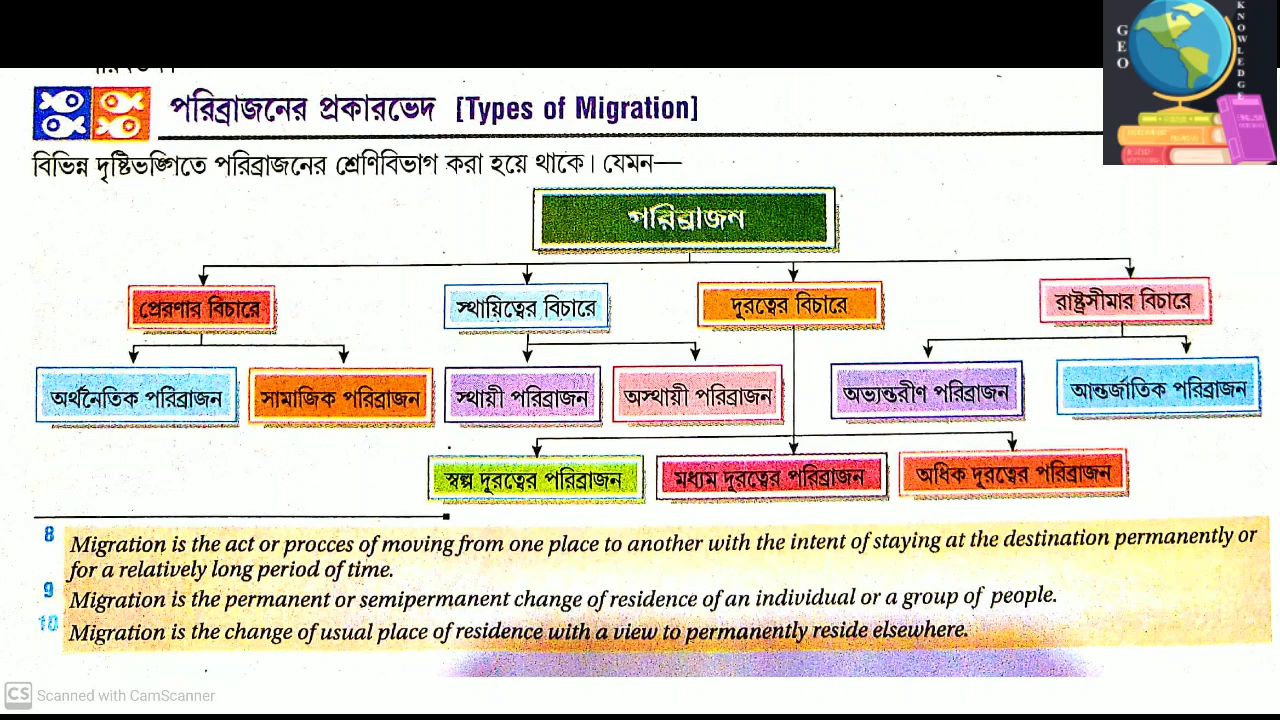 GEO
KNOWLEDGE
পরিব্রাজনের প্রকারভেদ [Types of Migration]
বিভিন্ন দৃষ্টিভঙ্গিতে পরিব্রাজনের শ্রেণিবিভাগ করা হয়ে থাকে। যেমন—
পরিব্রাজন
প্রেরণার বিচারে
স্থায়িত্বের বিচারে
দূরত্বের বিচারে
রাষ্ট্রসীমার বিচারে
অর্থনৈতিক পরিব্রাজন
সামাজিক পরিব্রাজন
স্থায়ী পরিব্রাজন
অস্থায়ী পরিব্রাজন
অভ্যন্তরীণ পরিব্রাজন
আন্তর্জাতিক পরিব্রাজন
স্বল্প দূরত্বের পরিব্রাজন
মধ্যম দূরত্বের পরিব্রাজন
অধিক দূরত্বের পরিব্রাজন
8 Migration is the act or procces of moving from one place to another with the intent of staying at the destination permanently or
for a relatively long period of time.
9 Migration is the permanent or semipermanent change of residence of an individual or a group of people.
10 Migration is the change of usual place of residence with a view to permanently reside elsewhere.
CS Scanned with CamScanner